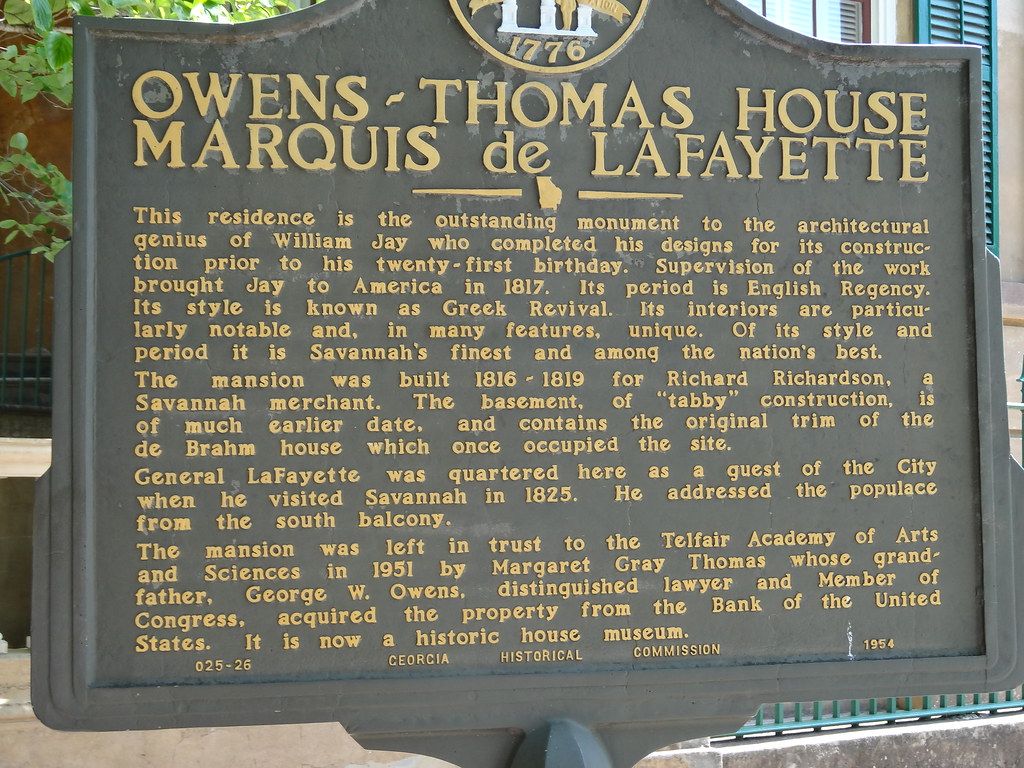 1776
OWENS - THOMAS HOUSE
MARQUIS de LAFAYETTE
This residence is the outstanding monument to the architectural
genius of William Jay who completed his designs for its construc-
tion prior to his twenty-first birthday. Supervision of the work
brought Jay to America in 1817. Its period is English Regency.
Its style is known as Greek Revival. Its interiors are particu-
larly notable and, in many features, unique. Of its style and
period it is Savannah's finest and among the nation's best.
The mansion was built 1816 - 1819 for Richard Richardson, a
Savannah merchant. The basement, of "tabby" construction, is
of much earlier date, and contains the original trim of the
de Brahm house which once occupied the site.
General LaFayette was quartered here as a guest of the City
when he visited Savannah in 1825. He addressed the populace
from the south balcony.
The mansion was left in trust to the Telfair Academy of Arts
and Sciences in 1951 by Margaret Gray Thomas whose grand-
father, George W. Owens, distinguished lawyer and Member of
Congress, acquired the property from the Bank of the United
States. It is now a historic house museum.
025-26 GEORGIA HISTORICAL COMMISSION 1954